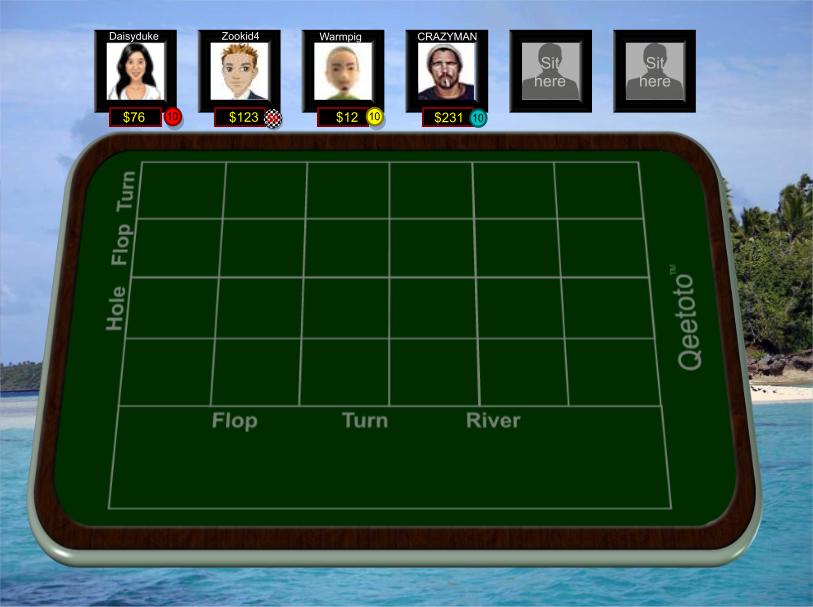 Daisyduke
Zookid4
Warmpig
CRAZYMAN
Sit
here
Sit
here
$76
10
$123
$12
10
$231
10
Turn
Flop
Hole
Qeetoto™
Flop
Turn
River